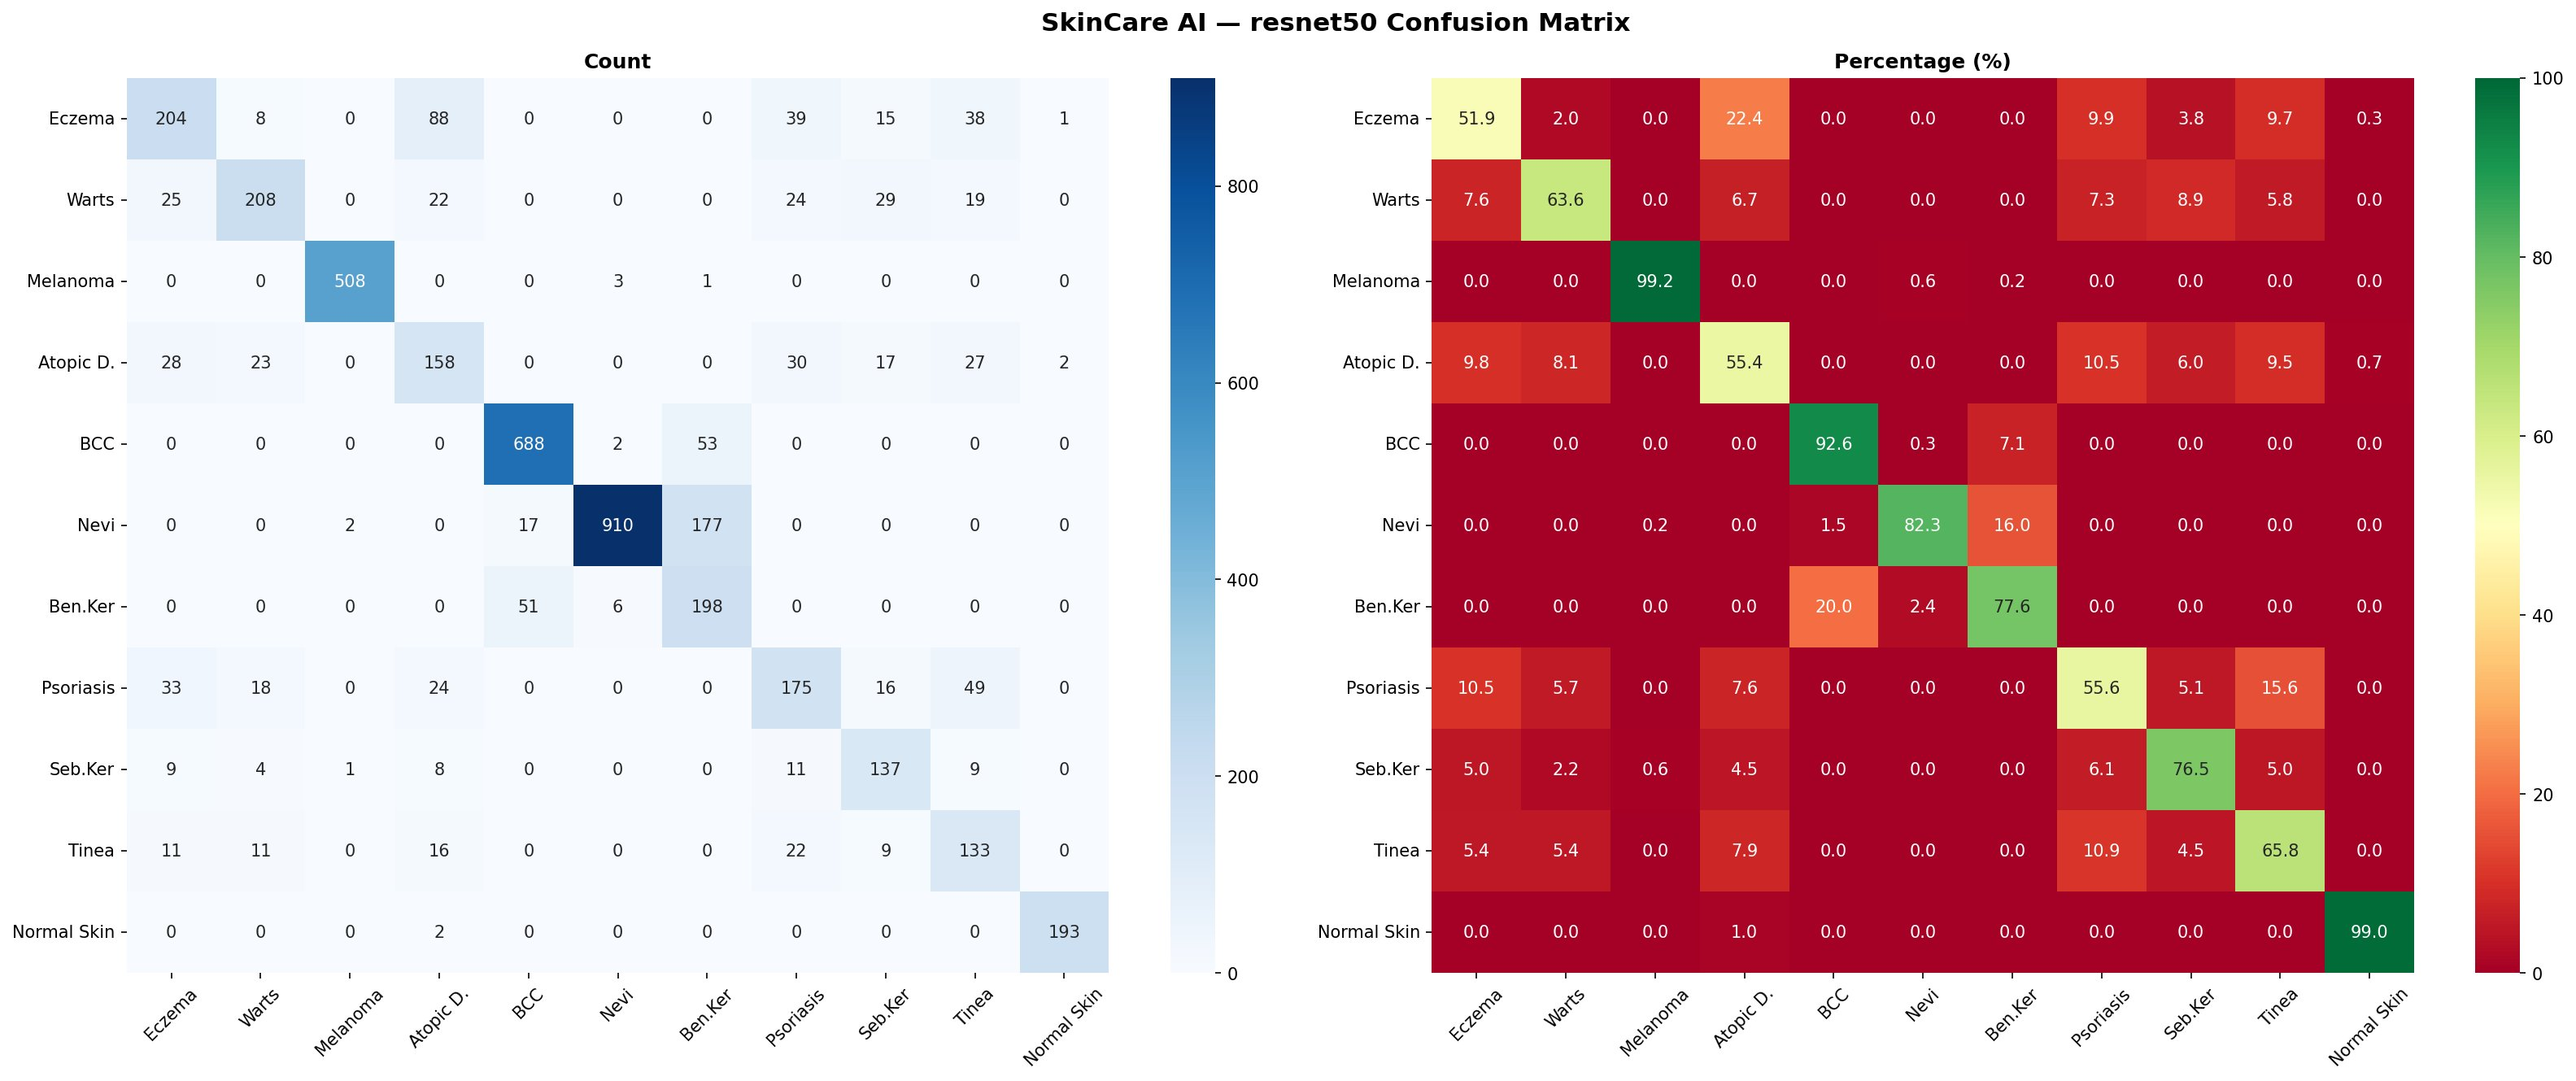 SkinCare AI — resnet50 Confusion Matrix
Count
Eczema 204 8 0 88 0 0 0 39 15 38 1
Warts 25 208 0 22 0 0 0 24 29 19 0
Melanoma 0 0 508 0 0 3 1 0 0 0 0
Atopic D. 28 23 0 158 0 0 0 30 17 27 2
BCC 0 0 0 0 688 2 53 0 0 0 0
Nevi 0 0 2 0 17 910 177 0 0 0 0
Ben.Ker 0 0 0 0 51 6 198 0 0 0 0
Psoriasis 33 18 0 24 0 0 0 175 16 49 0
Seb.Ker 9 4 1 8 0 0 0 11 137 9 0
Tinea 11 11 0 16 0 0 0 22 9 133 0
Normal Skin 0 0 0 2 0 0 0 0 0 0 193
Eczema Warts Melanoma Atopic D. BCC Nevi Ben.Ker Psoriasis Seb.Ker Tinea Normal Skin
800
600
400
200
0
Percentage (%)
Eczema 51.9 2.0 0.0 22.4 0.0 0.0 0.0 9.9 3.8 9.7 0.3
Warts 7.6 63.6 0.0 6.7 0.0 0.0 0.0 7.3 8.9 5.8 0.0
Melanoma 0.0 0.0 99.2 0.0 0.0 0.6 0.2 0.0 0.0 0.0 0.0
Atopic D. 9.8 8.1 0.0 55.4 0.0 0.0 0.0 10.5 6.0 9.5 0.7
BCC 0.0 0.0 0.0 0.0 92.6 0.3 7.1 0.0 0.0 0.0 0.0
Nevi 0.0 0.0 0.2 0.0 1.5 82.3 16.0 0.0 0.0 0.0 0.0
Ben.Ker 0.0 0.0 0.0 0.0 20.0 2.4 77.6 0.0 0.0 0.0 0.0
Psoriasis 10.5 5.7 0.0 7.6 0.0 0.0 0.0 55.6 5.1 15.6 0.0
Seb.Ker 5.0 2.2 0.6 4.5 0.0 0.0 0.0 6.1 76.5 5.0 0.0
Tinea 5.4 5.4 0.0 7.9 0.0 0.0 0.0 10.9 4.5 65.8 0.0
Normal Skin 0.0 0.0 0.0 1.0 0.0 0.0 0.0 0.0 0.0 0.0 99.0
Eczema Warts Melanoma Atopic D. BCC Nevi Ben.Ker Psoriasis Seb.Ker Tinea Normal Skin
100
80
60
40
20
0